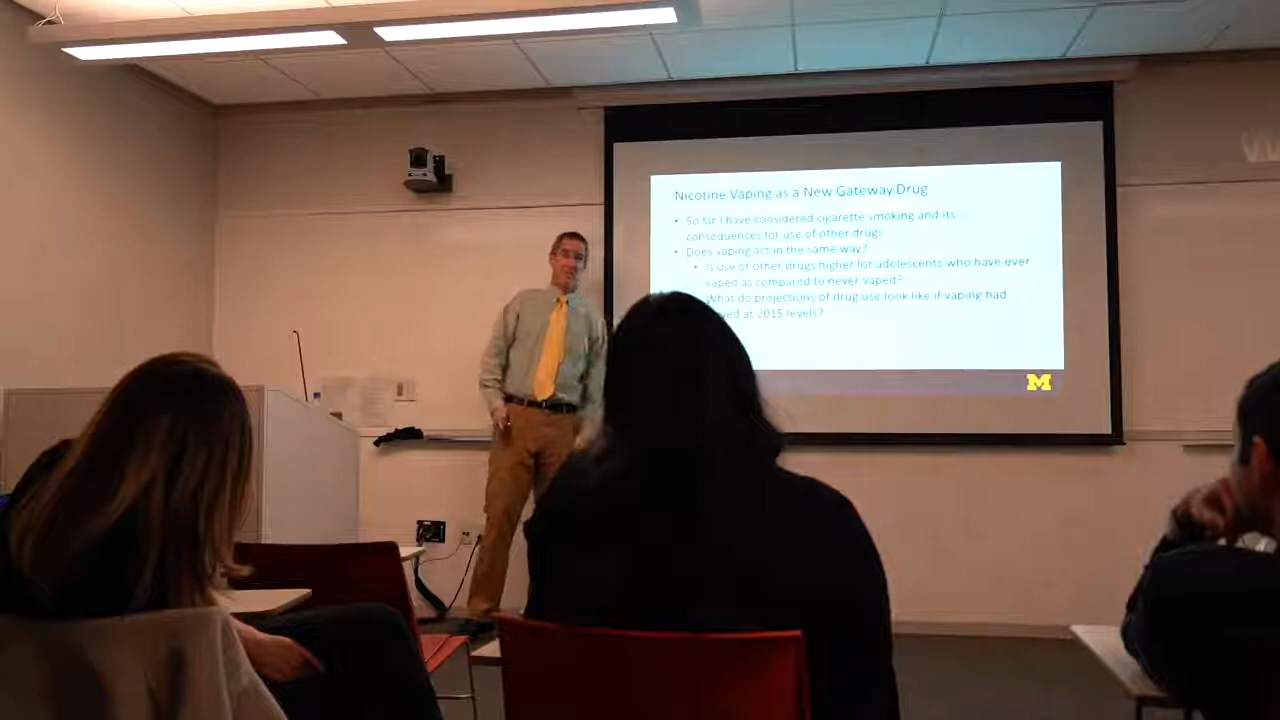 Nicotine Vaping as a New Gateway Drug
• So far I have considered cigarette smoking and its
consequences for use of other drugs
• Does vaping act in the same way?
• Is use of other drugs higher for adolescents who have ever
vaped as compared to never vaped?
What do projections of drug use look like if vaping had
at 2015 levels?
M